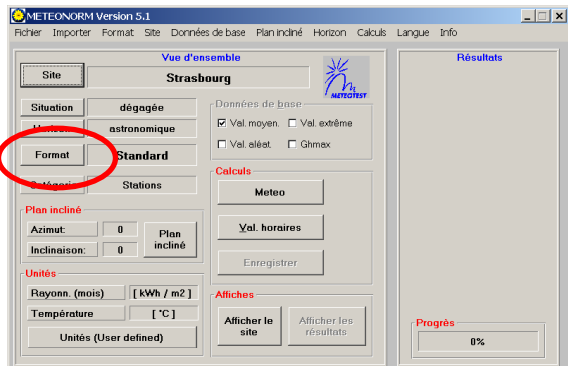 METEONORM Version 5.1
Fichier Importer Format Site Données de base Plan incliné Horizon Calculs Langue Info
Vue d'ensemble
Site Strasbourg
METEOTEST
Situation dégagée
Horizon astronomique
Format Standard
Catégorie Stations
Données de base
Val. moyen. Val. extrême
Val. aléat Ghmax
Calculs
Meteo
Val. horaires
Enregistrer
Plan incliné
Azimut: 0
Inclinaison: 0
Plan incliné
Unités
Rayonn. (mois) [ kWh / m2 ]
Température [ °C ]
Unités (User defined)
Affiches
Afficher le site
Afficher les résultats
Résultats
Progrès
0%